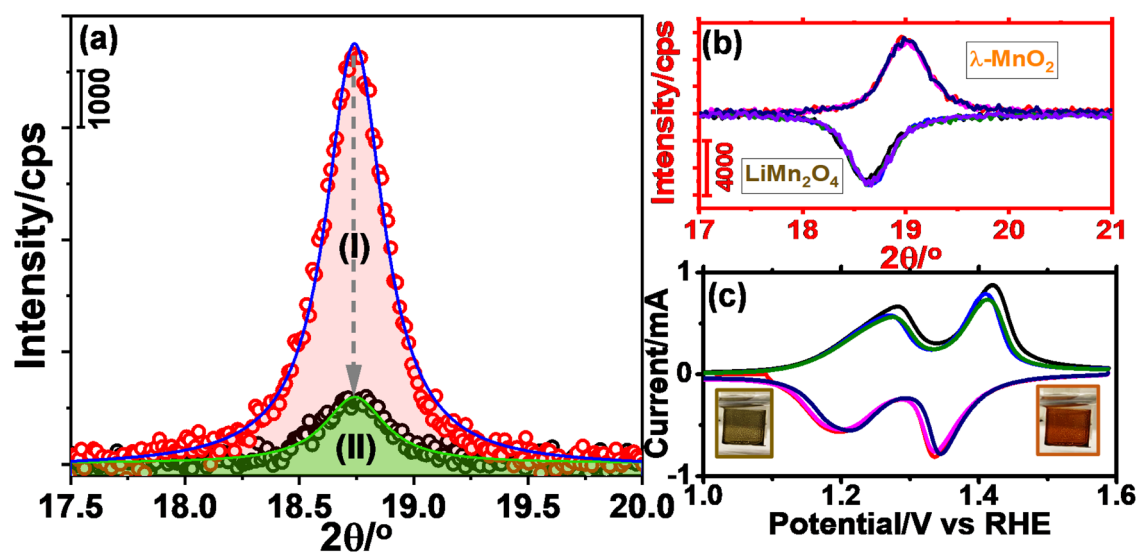 (a)
1000
(I)
(II)
Intensity/cps
17.5 18.0 18.5 19.0 19.5 20.0
2θ/°
(b)
λ-MnO₂
LiMn₂O₄
4000
Intensity/cps
17 18 19 20 21
2θ/°
(c)
1
0
-1
Current/mA
1.0 1.2 1.4 1.6
Potential/V vs RHE